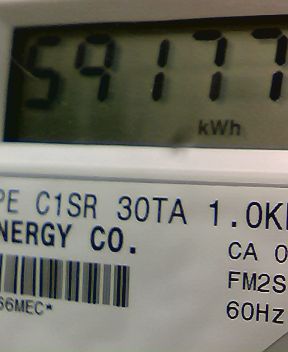 59177
kWh
PE C1SR 30TA 1.0K
NERGY CO.
CA 0
FM2S
66MEC*
60Hz